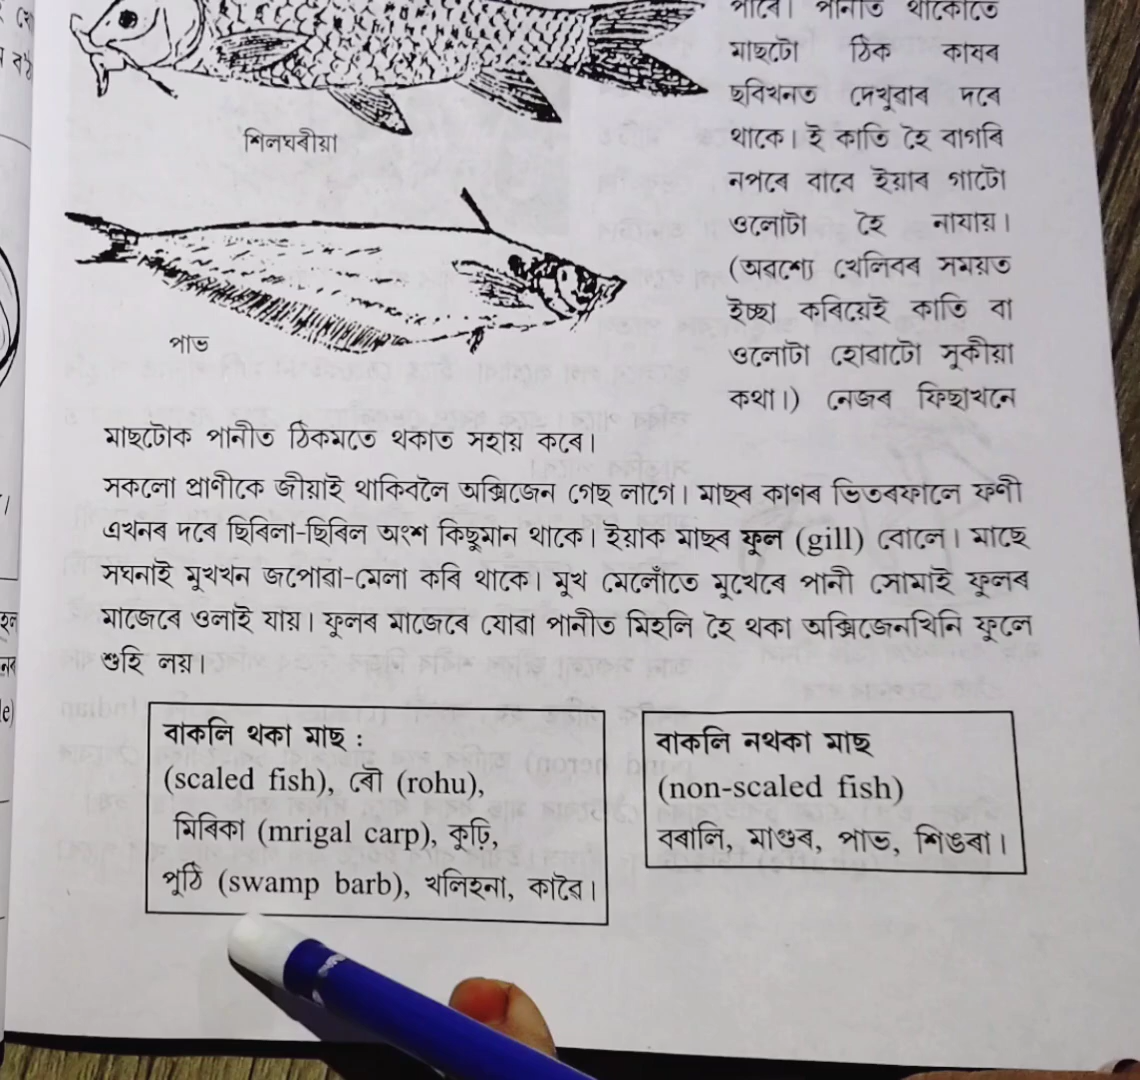 পাৰে। পানীত থাকোঁতে
মাছটো ঠিক কাষৰ
ছবিখনত দেখুৱাৰ দৰে
থাকে। ই কাতি হৈ বাগৰি
নপৰে বাবে ইয়াৰ গাটো
ওলোটা হৈ নাযায়।
(অৱশ্যে খেলিবৰ সময়ত
ইচ্ছা কৰিয়েই কাতি বা
ওলোটা হোৱাটো সুকীয়া
কথা।) নেজৰ ফিছাখনে
শিলঘৰীয়া
পাভ
মাছটোক পানীত ঠিকমতে থকাত সহায় কৰে।
সকলো প্ৰাণীকে জীয়াই থাকিবলৈ অক্সিজেন গেছ লাগে। মাছৰ কাণৰ ভিতৰফালে ফণী
এখনৰ দৰে ছিৰিলা-ছিৰিল অংশ কিছুমান থাকে। ইয়াক মাছৰ ফুল (gill) বোলে। মাছে
সঘনাই মুখখন জপোৱা-মেলা কৰি থাকে। মুখ মেলোঁতে মুখেৰে পানী সোমাই ফুলৰ
মাজেৰে ওলাই যায়। ফুলৰ মাজেৰে যোৱা পানীত মিহলি হৈ থকা অক্সিজেনখিনি ফুলে
শুহি লয়।
বাকলি থকা মাছ :
(scaled fish), ৰৌ (rohu),
মিৰিকা (mrigal carp), কুঢ়ি,
পুঠি (swamp barb), খলিহনা, কাৱৈ।
বাকলি নথকা মাছ
(non-scaled fish)
বৰালি, মাগুৰ, পাভ, শিঙৰা।